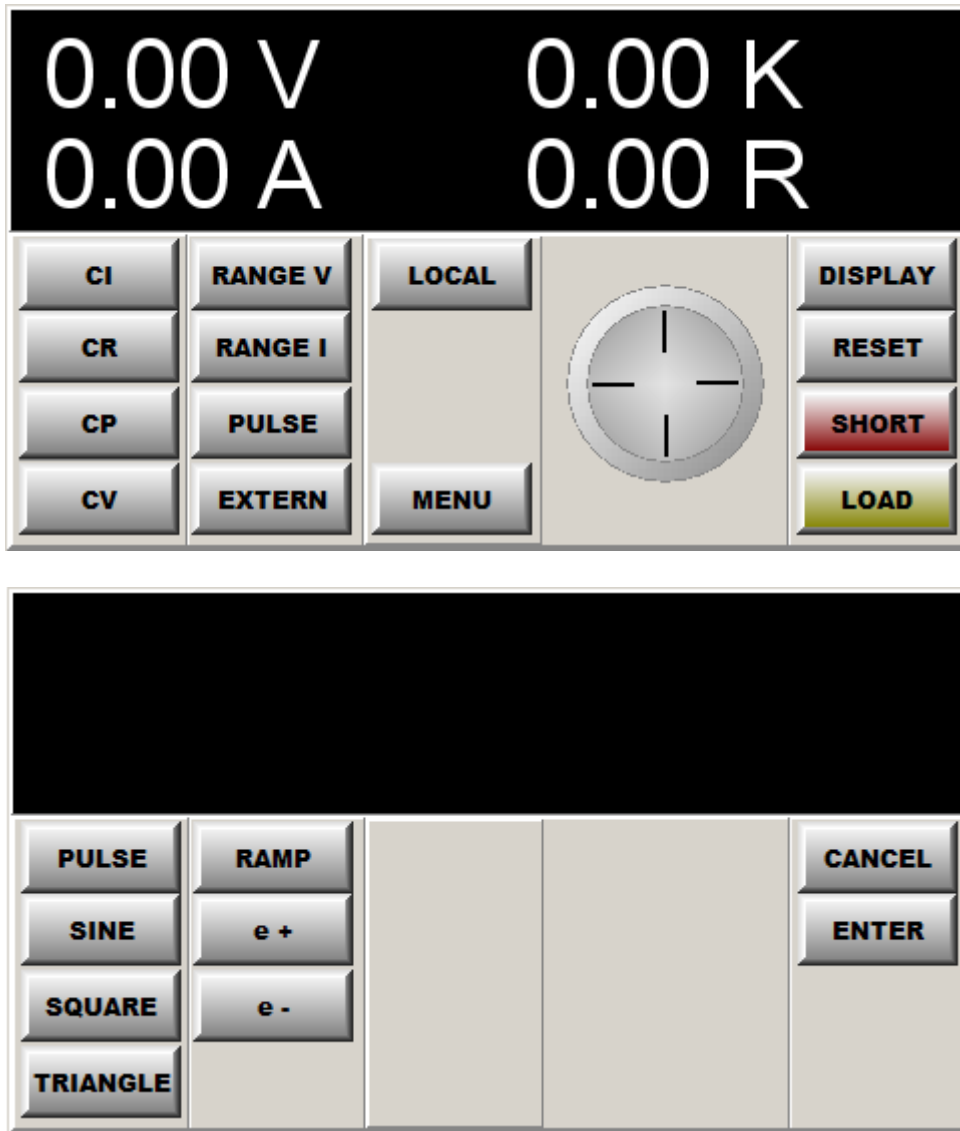 0.00 V 0.00 K
0.00 A 0.00 R
CI RANGE V LOCAL DISPLAY
CR RANGE I RESET
CP PULSE SHORT
CV EXTERN MENU LOAD
PULSE RAMP CANCEL
SINE e + ENTER
SQUARE e -
TRIANGLE